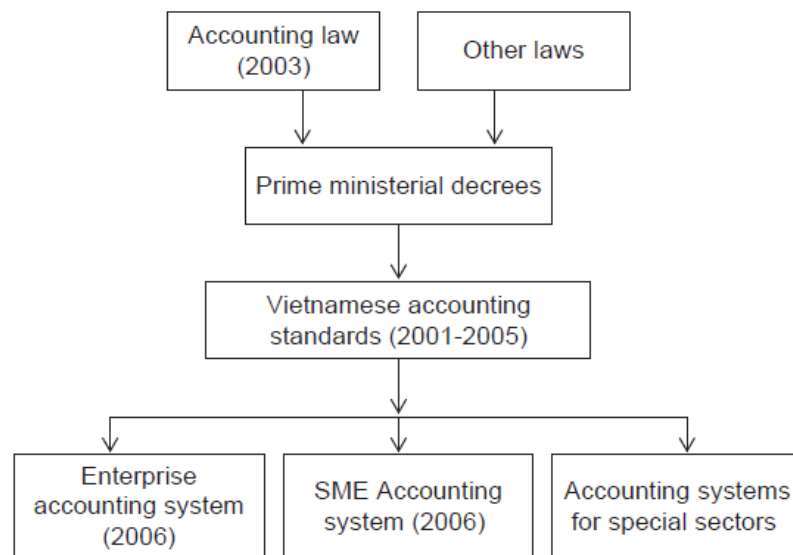 Accounting law
(2003)
Other laws
Prime ministerial decrees
Vietnamese accounting
standards (2001-2005)
Enterprise
accounting system
(2006)
SME Accounting
system (2006)
Accounting systems
for special sectors